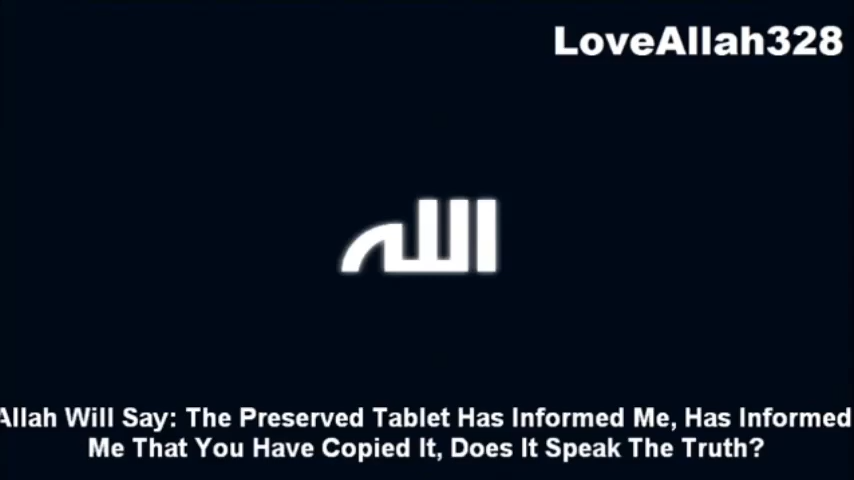 LoveAllah328
الله
Allah Will Say: The Preserved Tablet Has Informed Me, Has Informed
Me That You Have Copied It, Does It Speak The Truth?